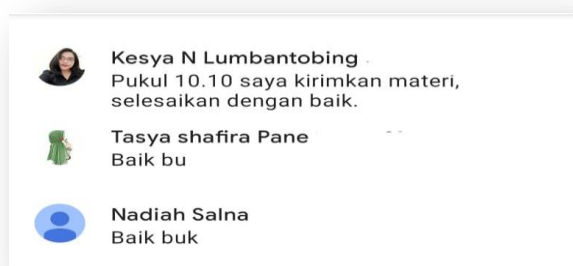 Kesya N Lumbantobing
Pukul 10.10 saya kirimkan materi,
selesaikan dengan baik.
Tasya shafira Pane
Baik bu
Nadiah Salna
Baik buk